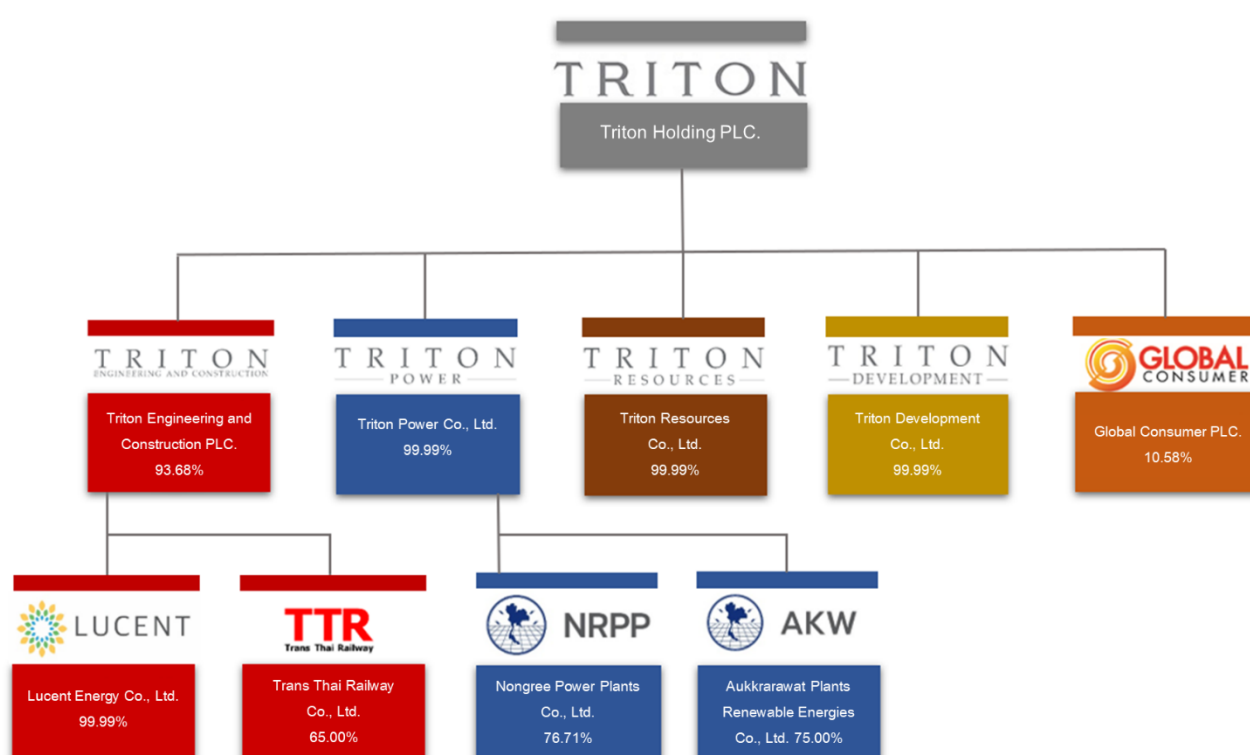 TRITON
Triton Holding PLC.
TRITON
ENGINEERING AND CONSTRUCTION
Triton Engineering and
Construction PLC.
93.68%
TRITON
POWER
Triton Power Co., Ltd.
99.99%
TRITON
RESOURCES
Triton Resources
Co., Ltd.
99.99%
TRITON
DEVELOPMENT
Triton Development
Co., Ltd.
99.99%
GLOBAL
CONSUMER
Global Consumer PLC.
10.58%
LUCENT
Lucent Energy Co., Ltd.
99.99%
TTR
Trans Thai Railway
Trans Thai Railway
Co., Ltd.
65.00%
NRPP
Nongree Power Plants
Co., Ltd.
76.71%
AKW
Aukkrarawat Plants
Renewable Energies
Co., Ltd. 75.00%